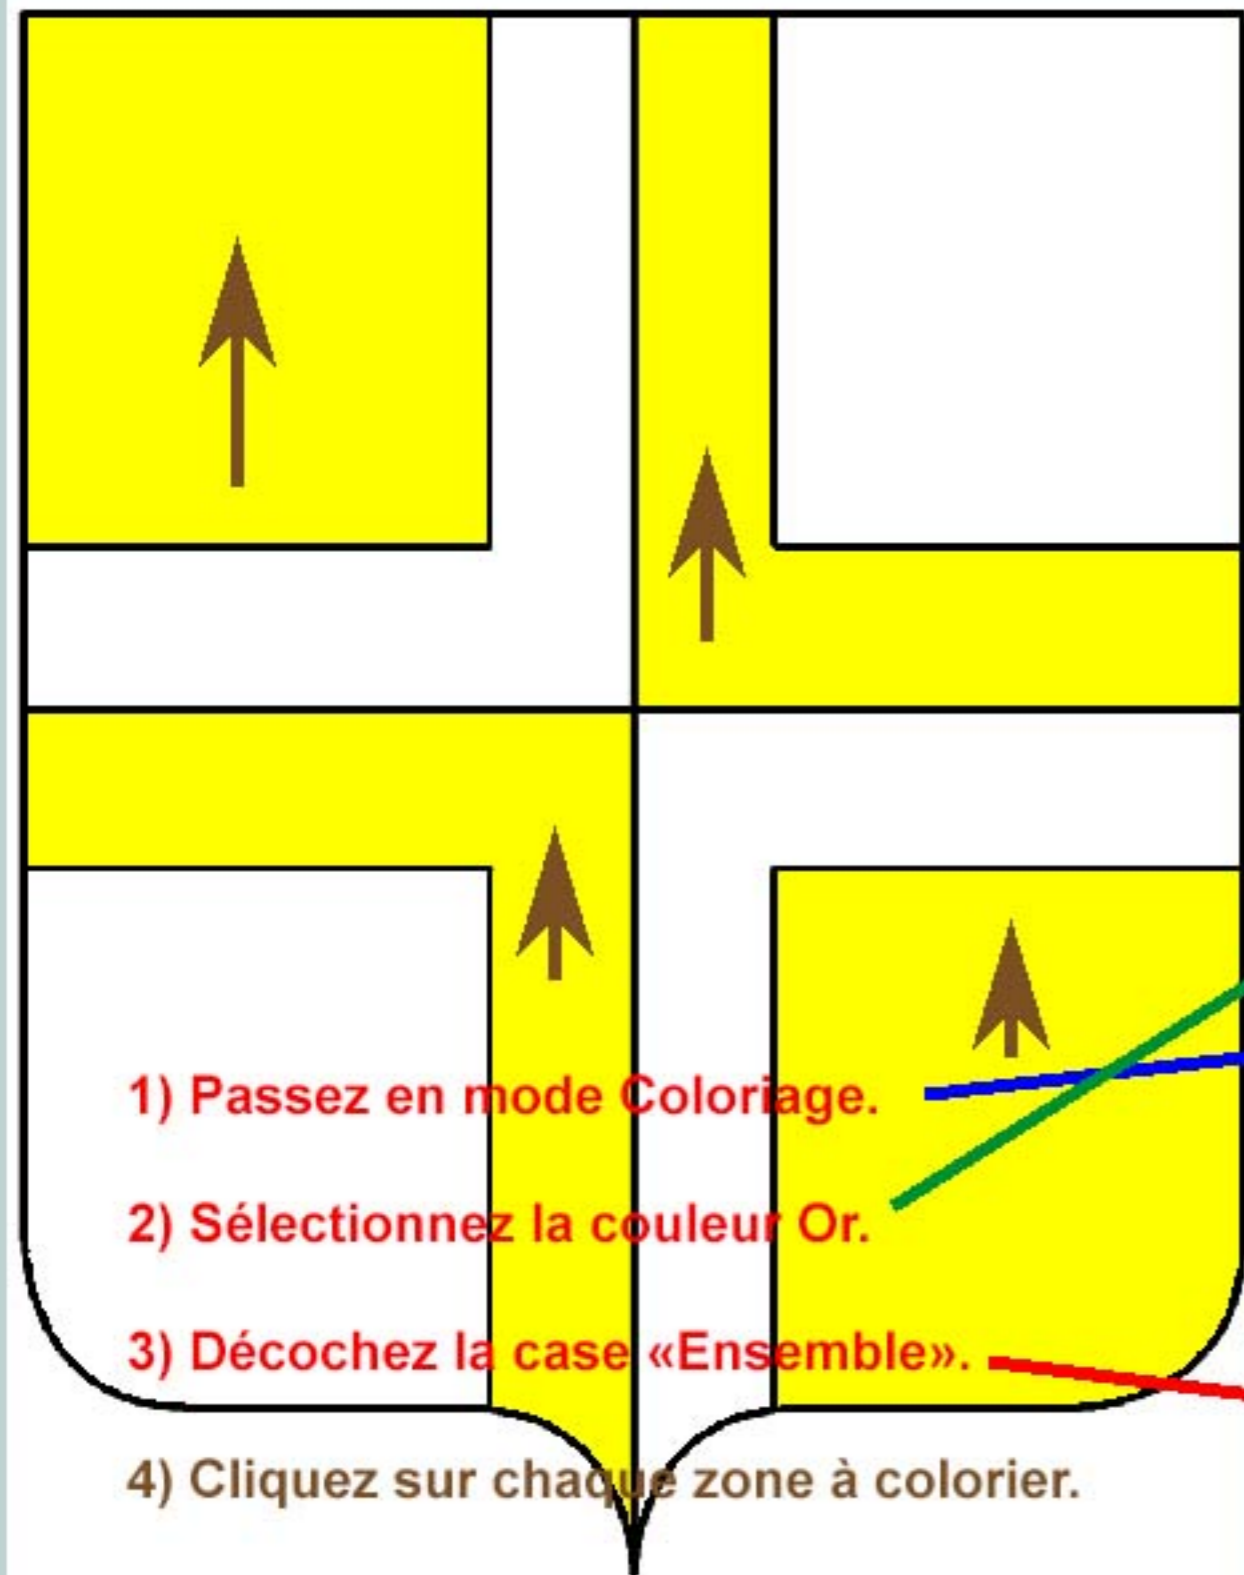 1) Passez en mode Coloriage.
2) Sélectionnez la couleur Or.
3) Décochez la case «Ensemble».
4) Cliquez sur chaque zone à colorier.